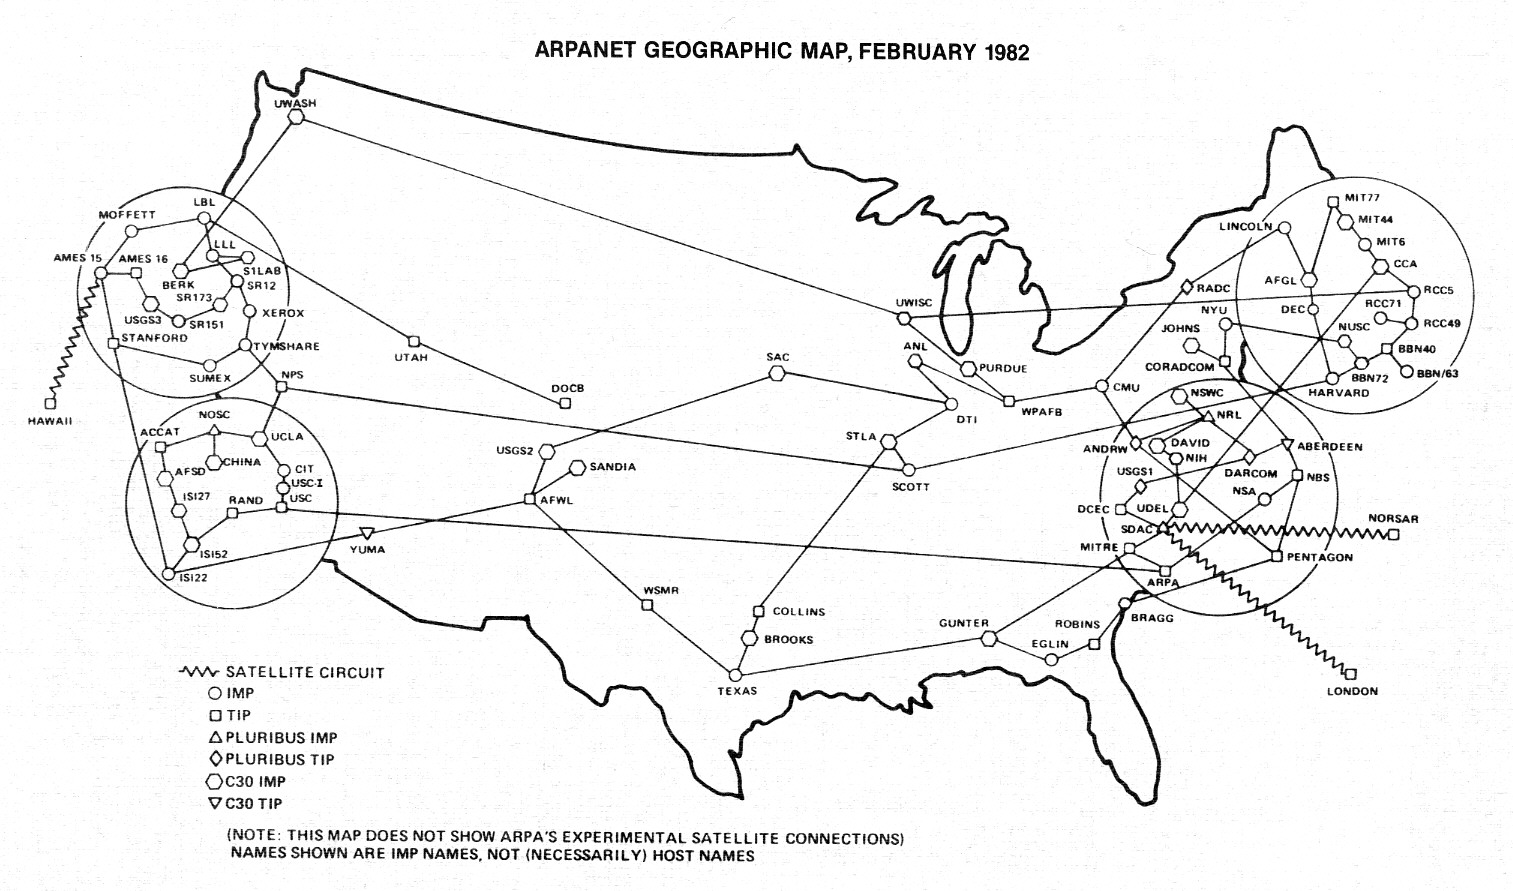 ARPANET GEOGRAPHIC MAP, FEBRUARY 1982
UWASH
LBL
MOFFETT
LLL
AMES 15
AMES 16
S1LAB
BERK
SR12
SR173
USGS3
SR151
XEROX
STANFORD
TYMSHARE
SUMEX
NPS
HAWAII
UTAH
DOCB
NOSC
ACCAT
UCLA
CHINA
AFSD
CIT
USC-I
ISI27
RAND
USC
ISI52
ISI22
YUMA
USGS2
SANDIA
AFWL
SAC
WSMR
COLLINS
BROOKS
TEXAS
UWISC
ANL
PURDUE
DTI
WPAFB
STLA
SCOTT
CMU
GUNTER
EGLIN
ROBINS
BRAGG
MIT77
MIT44
LINCOLN
MIT6
CCA
AFGL
RADC
RCC5
RCC71
DEC
NYU
RCC49
JOHNS
NUSC
BBN40
CORADCOM
BBN72
BBN/63
HARVARD
NSWC
NRL
ANDRW
DAVID
ABERDEEN
NIH
USGS1
DARCOM
NBS
NSA
DCEC
UDEL
SDAC
NORSAR
MITRE
PENTAGON
ARPA
LONDON
SATELLITE CIRCUIT
IMP
TIP
PLURIBUS IMP
PLURIBUS TIP
C30 IMP
C30 TIP
(NOTE: THIS MAP DOES NOT SHOW ARPA'S EXPERIMENTAL SATELLITE CONNECTIONS)
NAMES SHOWN ARE IMP NAMES, NOT (NECESSARILY) HOST NAMES